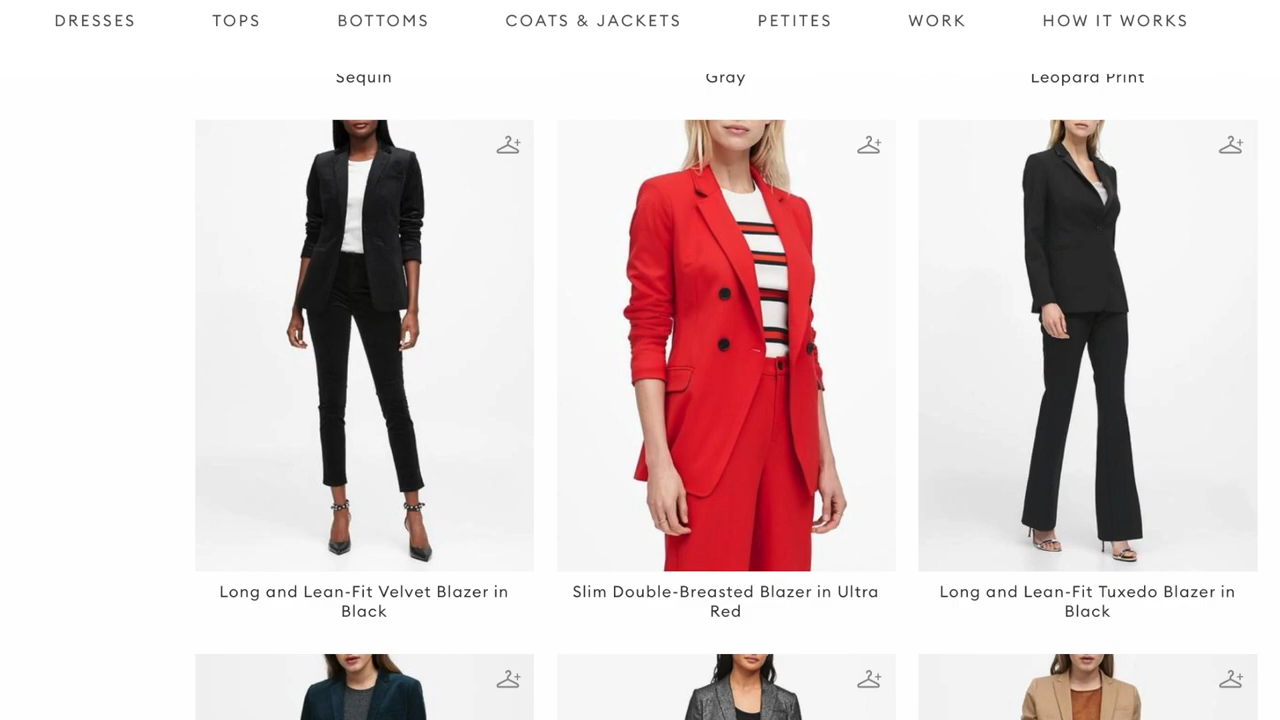 DRESSES TOPS BOTTOMS COATS & JACKETS PETITES WORK HOW IT WORKS
Sequin
Gray
Leopard Print
Long and Lean-Fit Velvet Blazer in
Black
Slim Double-Breasted Blazer in Ultra
Red
Long and Lean-Fit Tuxedo Blazer in
Black